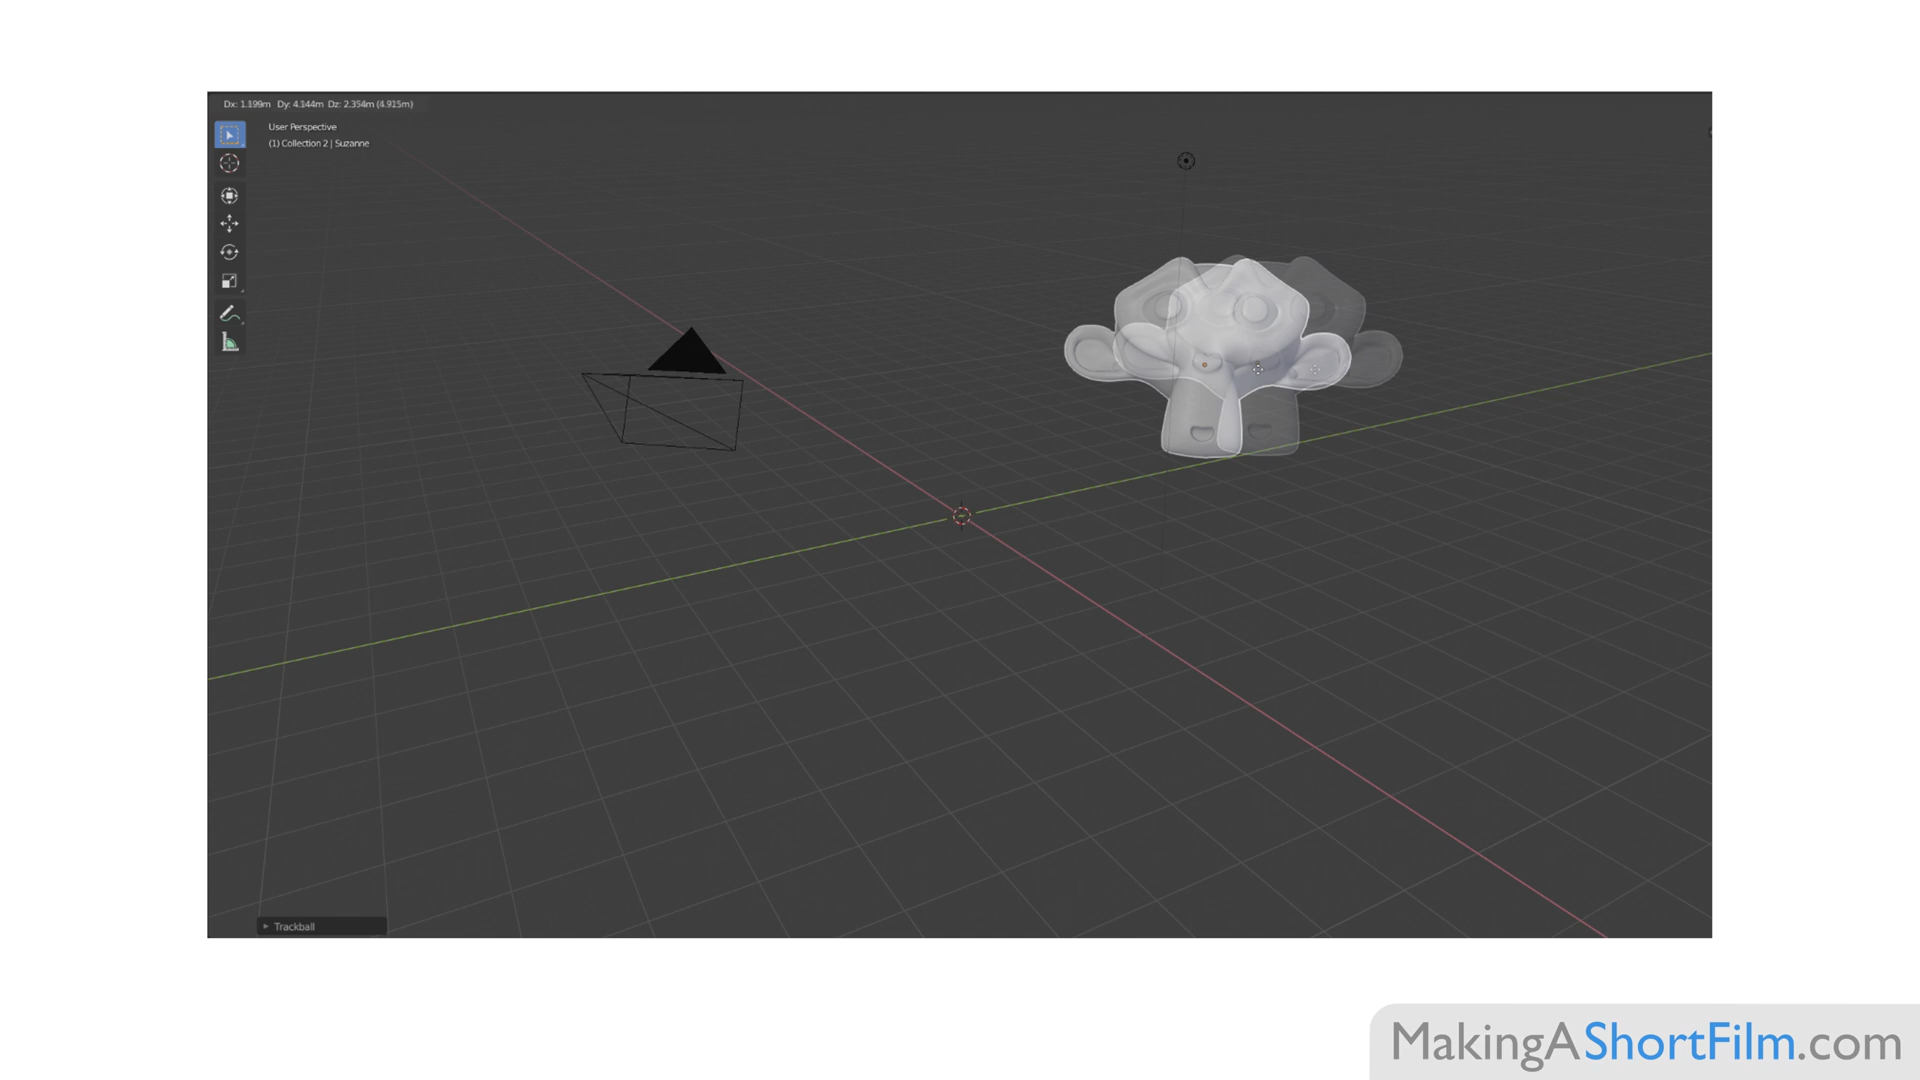 Dx: 1.199m Dy: 4.144m Dz: 2.354m (4.915m)
User Perspective
(1) Collection 2 | Suzanne
Trackball
MakingAShortFilm.com